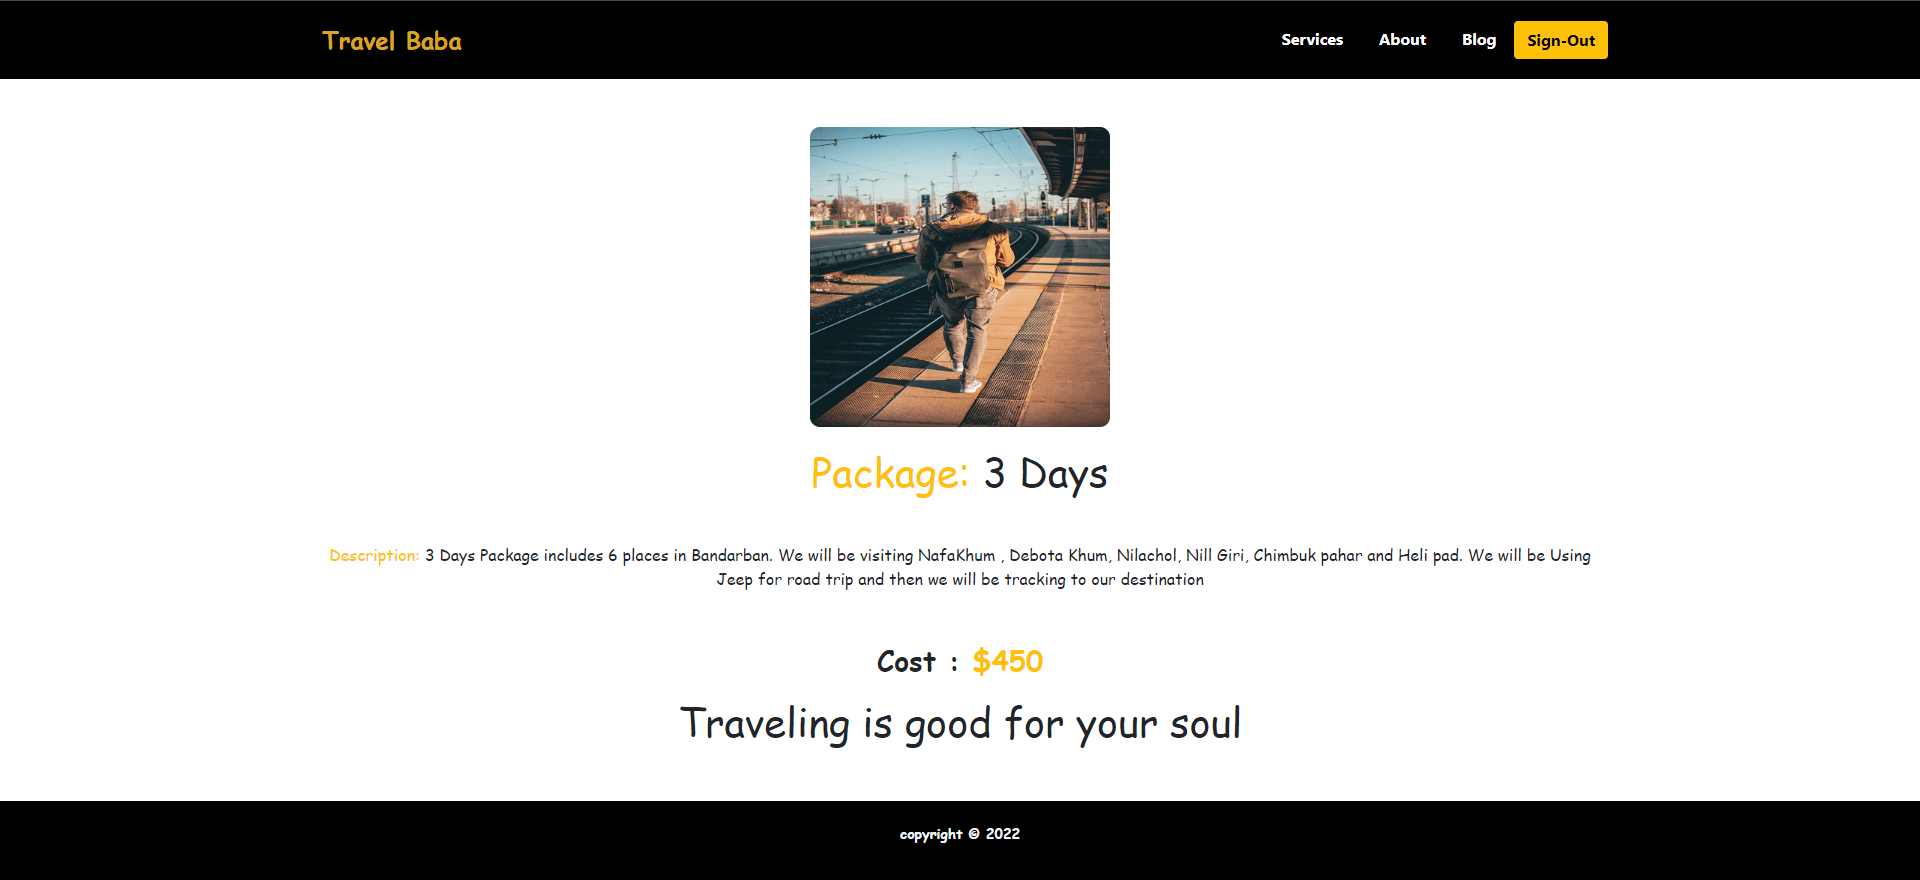 Travel Baba
Services About Blog Sign-Out
Package: 3 Days
Description: 3 Days Package includes 6 places in Bandarban. We will be visiting NafaKhum , Debota Khum, Nilachol, Nill Giri, Chimbuk pahar and Heli pad. We will be Using
Jeep for road trip and then we will be tracking to our destination
Cost : $450
Traveling is good for your soul
copyright © 2022